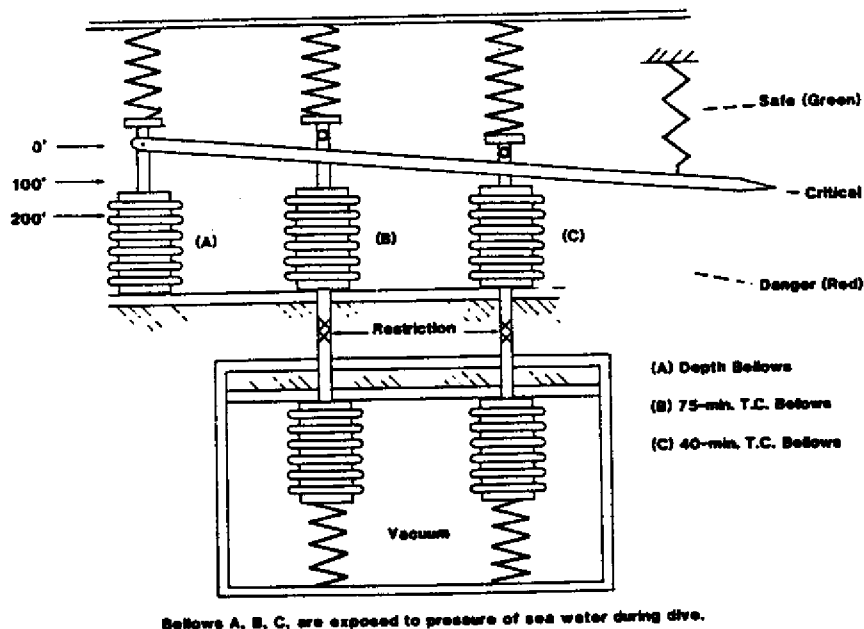 Safe (Green)
0'
100'
Critical
200'
(A)
(B)
(C)
Danger (Red)
Restriction
(A) Depth Bellows
(B) 75-min. T.C. Bellows
(C) 40-min. T.C. Bellows
Vacuum
Bellows A, B, C, are exposed to pressure of sea water during dive.